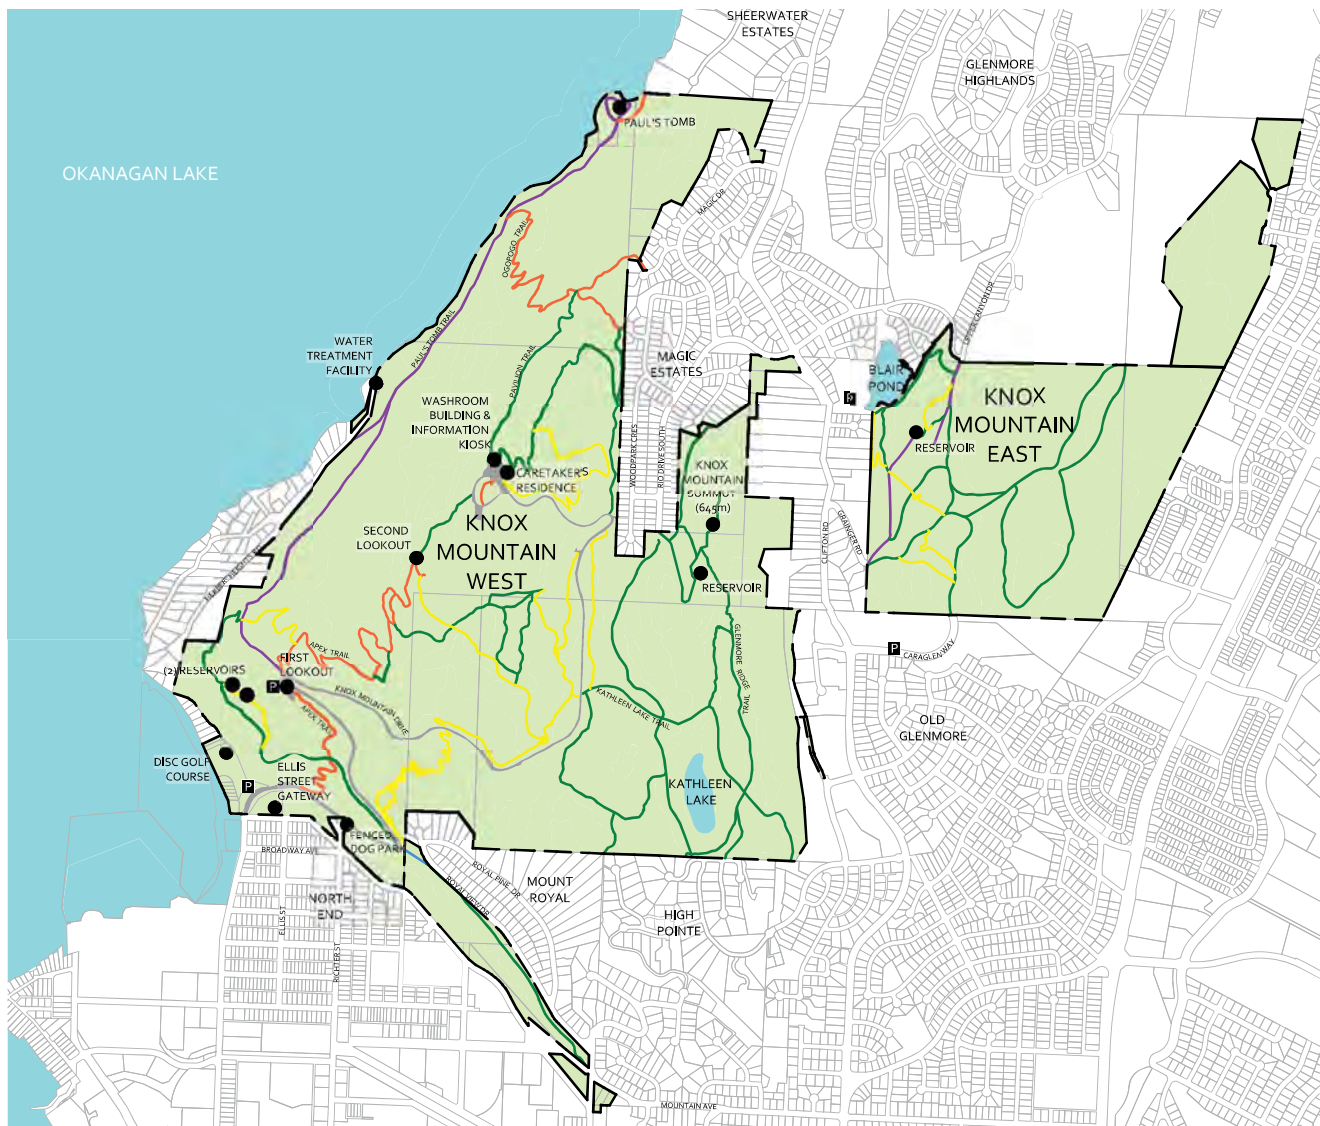 SHEERWATER
ESTATES
GLENMORE
HIGHLANDS
PAUL'S TOMB
OKANAGAN LAKE
MAGIC DR
OGOPOGO TRAIL
UPPER CANYON DR
PAUL'S TOMB TRAIL
WATER
TREATMENT
FACILITY
PAVILION TRAIL
MAGIC
ESTATES
BLAIR
POND
KNOX
MOUNTAIN
EAST
WASHROOM
BUILDING &
INFORMATION
KIOSK
WOODPARK CRES
RIO DRIVE SOUTH
RESERVOIR
CARETAKER'S
RESIDENCE
KNOX
MOUNTAIN
SUMMIT
(645m)
SECOND
LOOKOUT
KNOX
MOUNTAIN
WEST
CLIFTON RD
GRAINGER RD
RESERVOIR
P
CARAGLEN WAY
APEX TRAIL
FIRST
LOOKOUT
(2) RESERVOIRS
P
KNOX MOUNTAIN DRIVE
APEX TRAIL
GLENMORE RIDGE
TRAIL
KATHLEEN LAKE TRAIL
OLD
GLENMORE
DISC GOLF
COURSE
ELLIS
STREET
GATEWAY
P
KATHLEEN
LAKE
FENCED
DOG PARK
BROADWAY AVE
ROYAL PINE DR
ROYAL VIEW DR
MOUNT
ROYAL
NORTH
END
ELLIS ST
RICHTER ST
HIGH
POINTE
MOUNTAIN AVE